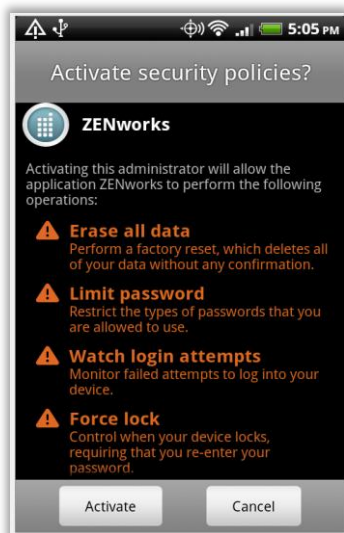 5:05 PM
Activate security policies?
ZENworks
Activating this administrator will allow the
application ZENworks to perform the following
operations:
Erase all data
Perform a factory reset, which deletes all
of your data without any confirmation.
Limit password
Restrict the types of passwords that you
are allowed to use.
Watch login attempts
Monitor failed attempts to log into your
device.
Force lock
Control when your device locks,
requiring that you re-enter your
password.
Activate Cancel